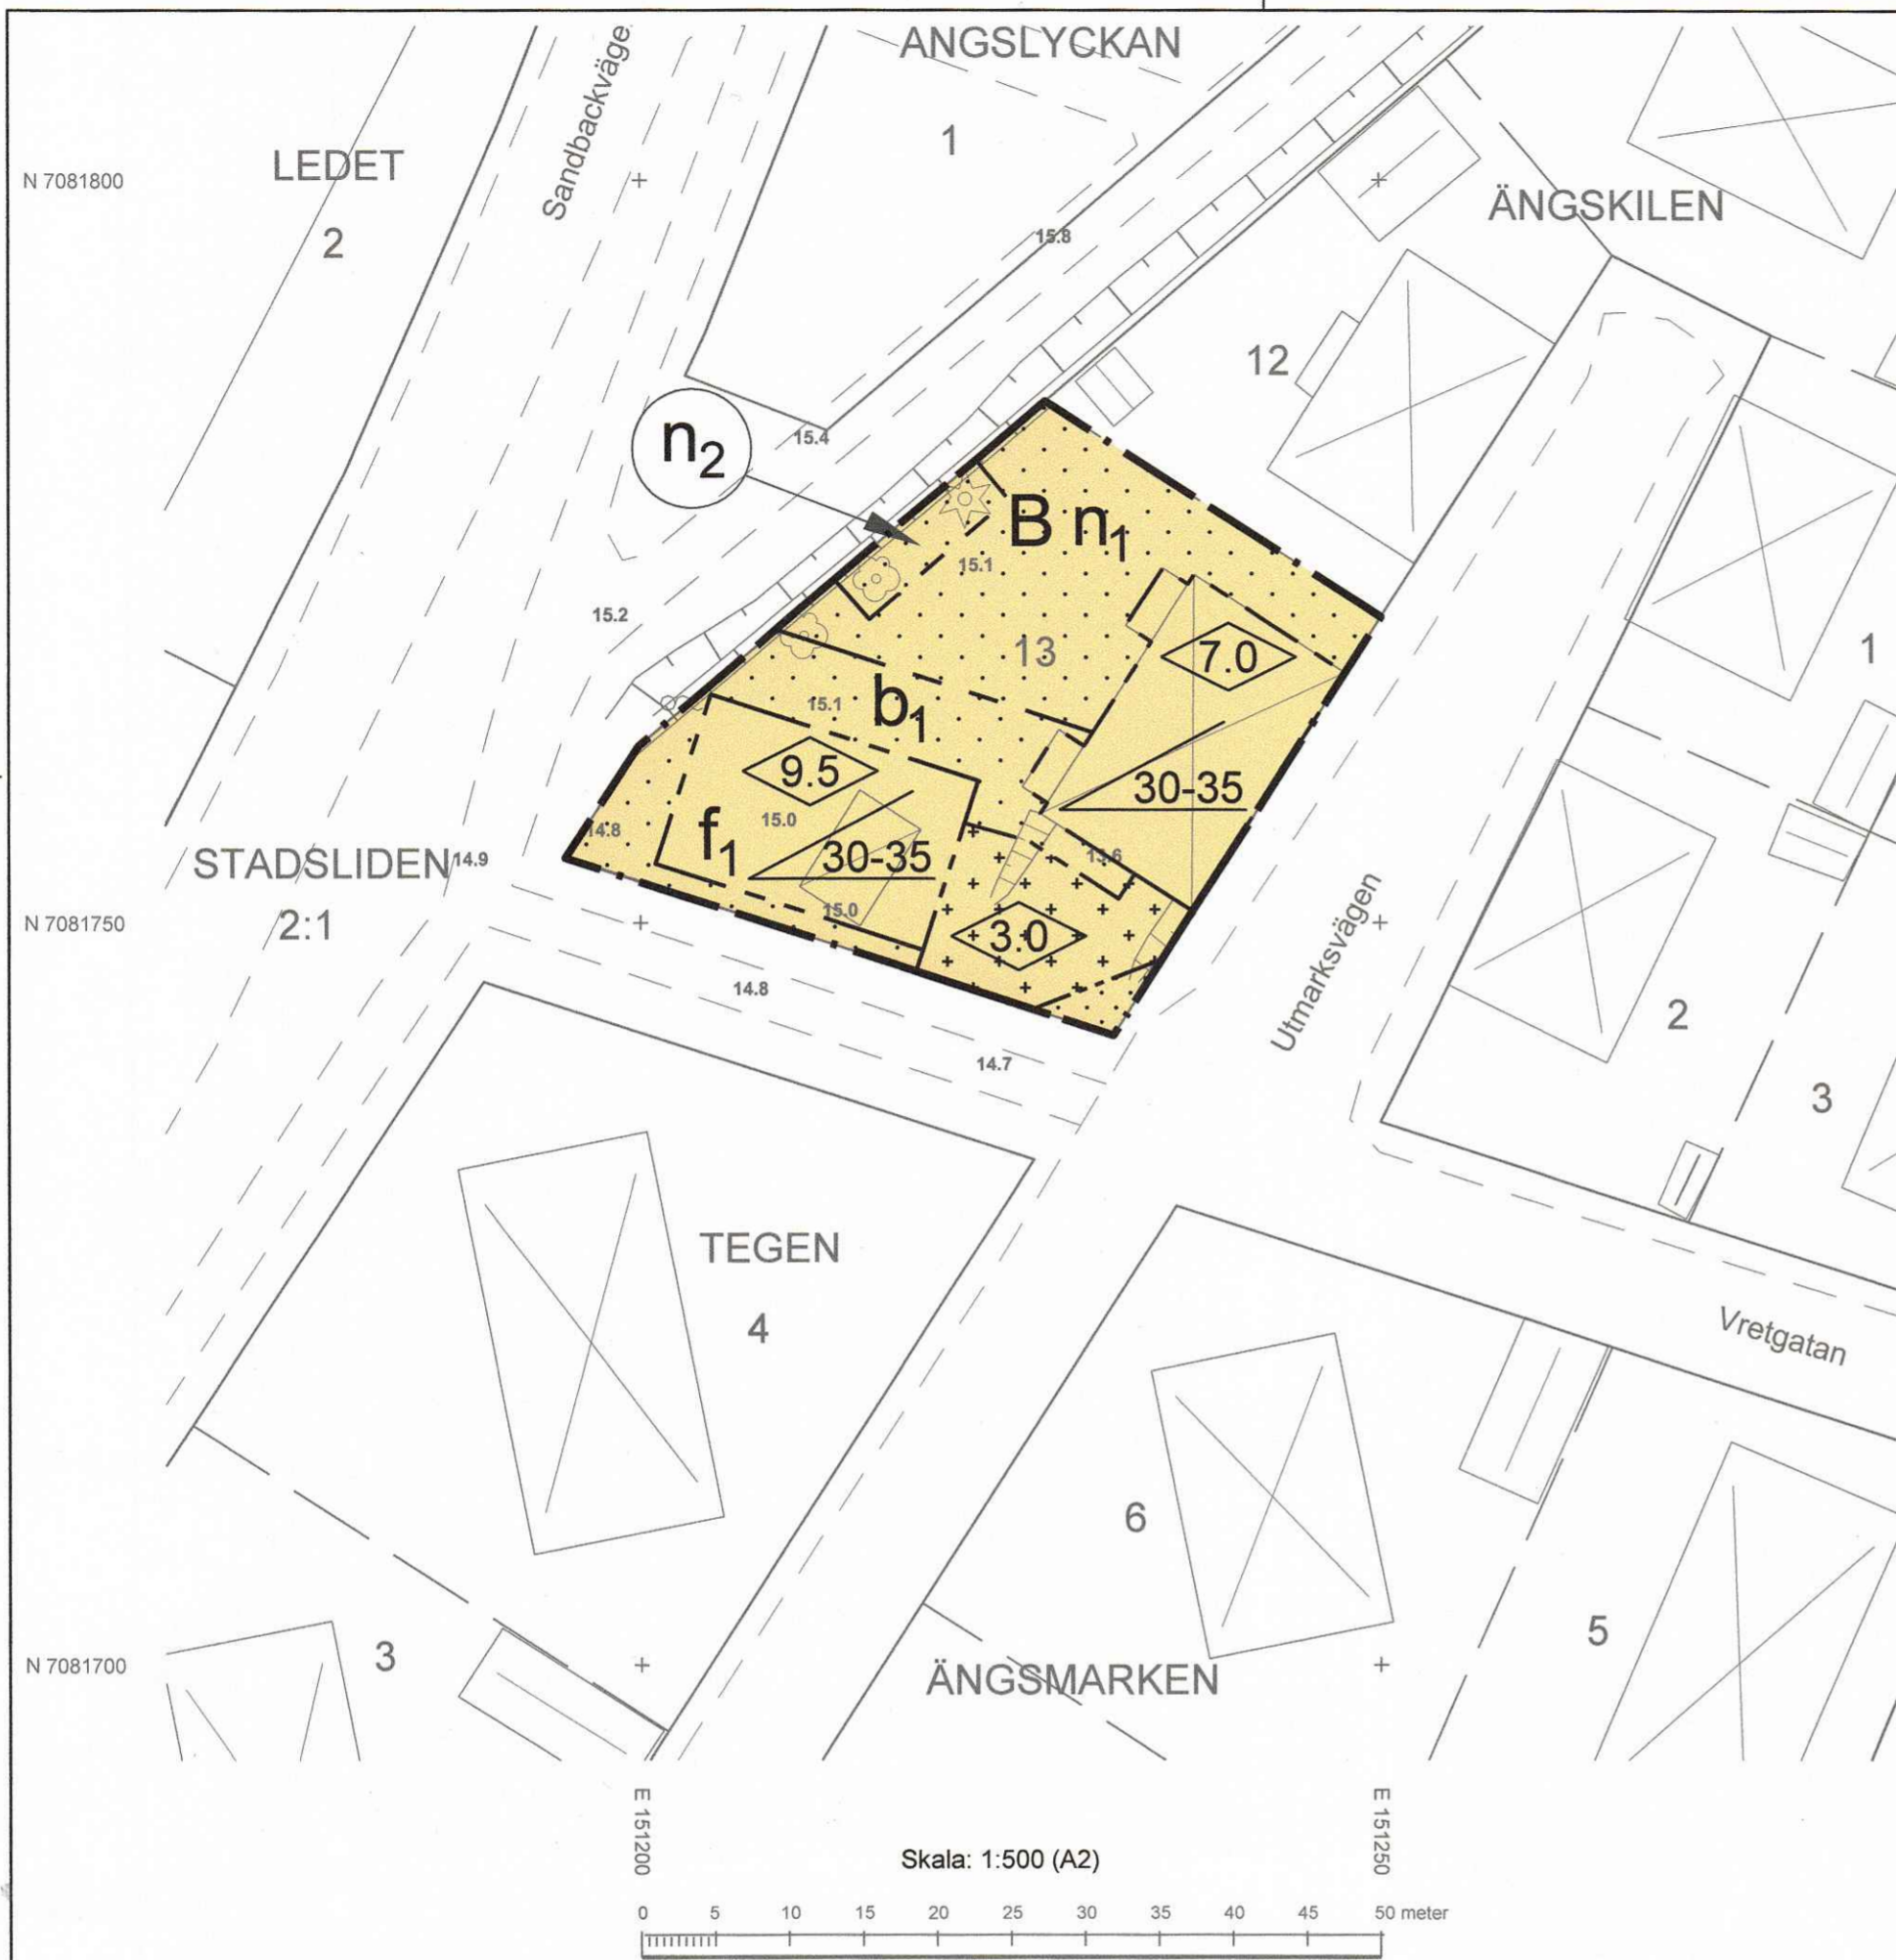 ANGSLYCKAN
Sandbackväge
1
LEDET
2
N 7081800
ÄNGSKILEN
15.8
12
n2
15.4
B n1
15.1
15.2
13
7.0
1
15.1
b1
9.5
30-35
14.8
f1
15.0
30-35
13.6
STADSLIDEN
14.9
2:1
N 7081750
15.0
3.0
Utmarksvägen
14.8
14.7
2
3
TEGEN
4
Vretgatan
6
5
3
N 7081700
ÄNGSMARKEN
E 151200
E 151250
Skala: 1:500 (A2)
0 5 10 15 20 25 30 35 40 45 50 meter